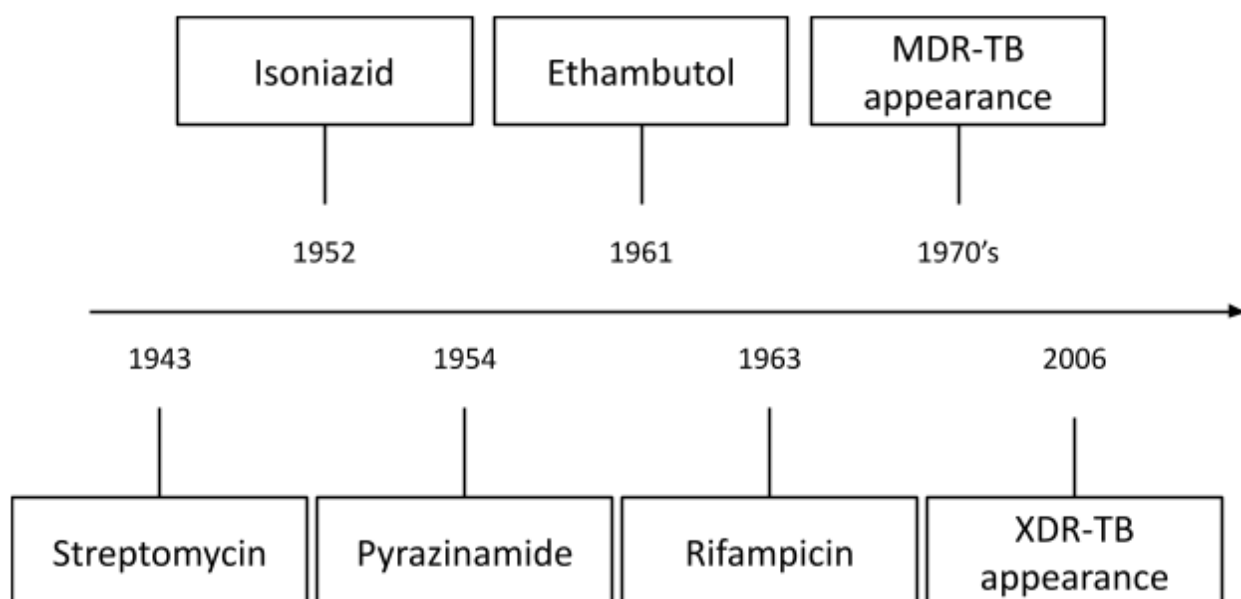 Isoniazid
Ethambutol
MDR-TB
appearance
1952
1961
1970’s
1943
1954
1963
2006
Streptomycin
Pyrazinamide
Rifampicin
XDR-TB
appearance